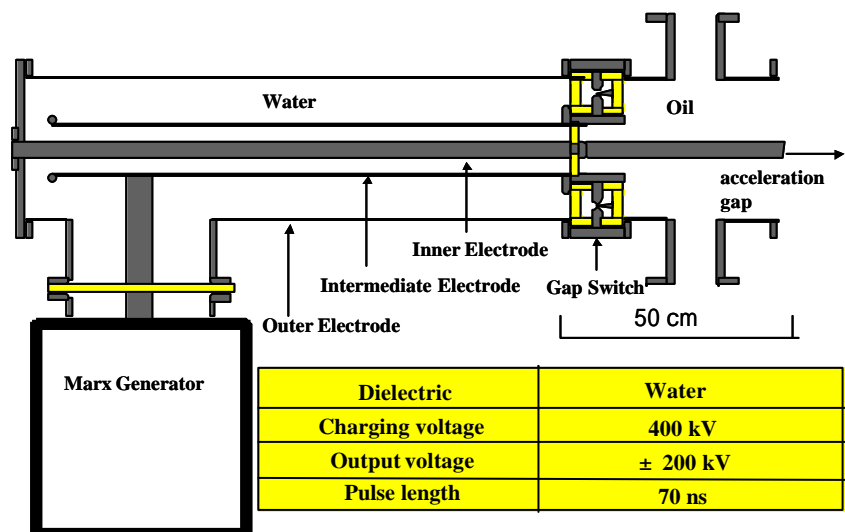 Water
Oil
acceleration
gap
Inner Electrode
Intermediate Electrode
Gap Switch
Outer Electrode
50 cm
Marx Generator
Dielectric Water
Charging voltage 400 kV
Output voltage ± 200 kV
Pulse length 70 ns